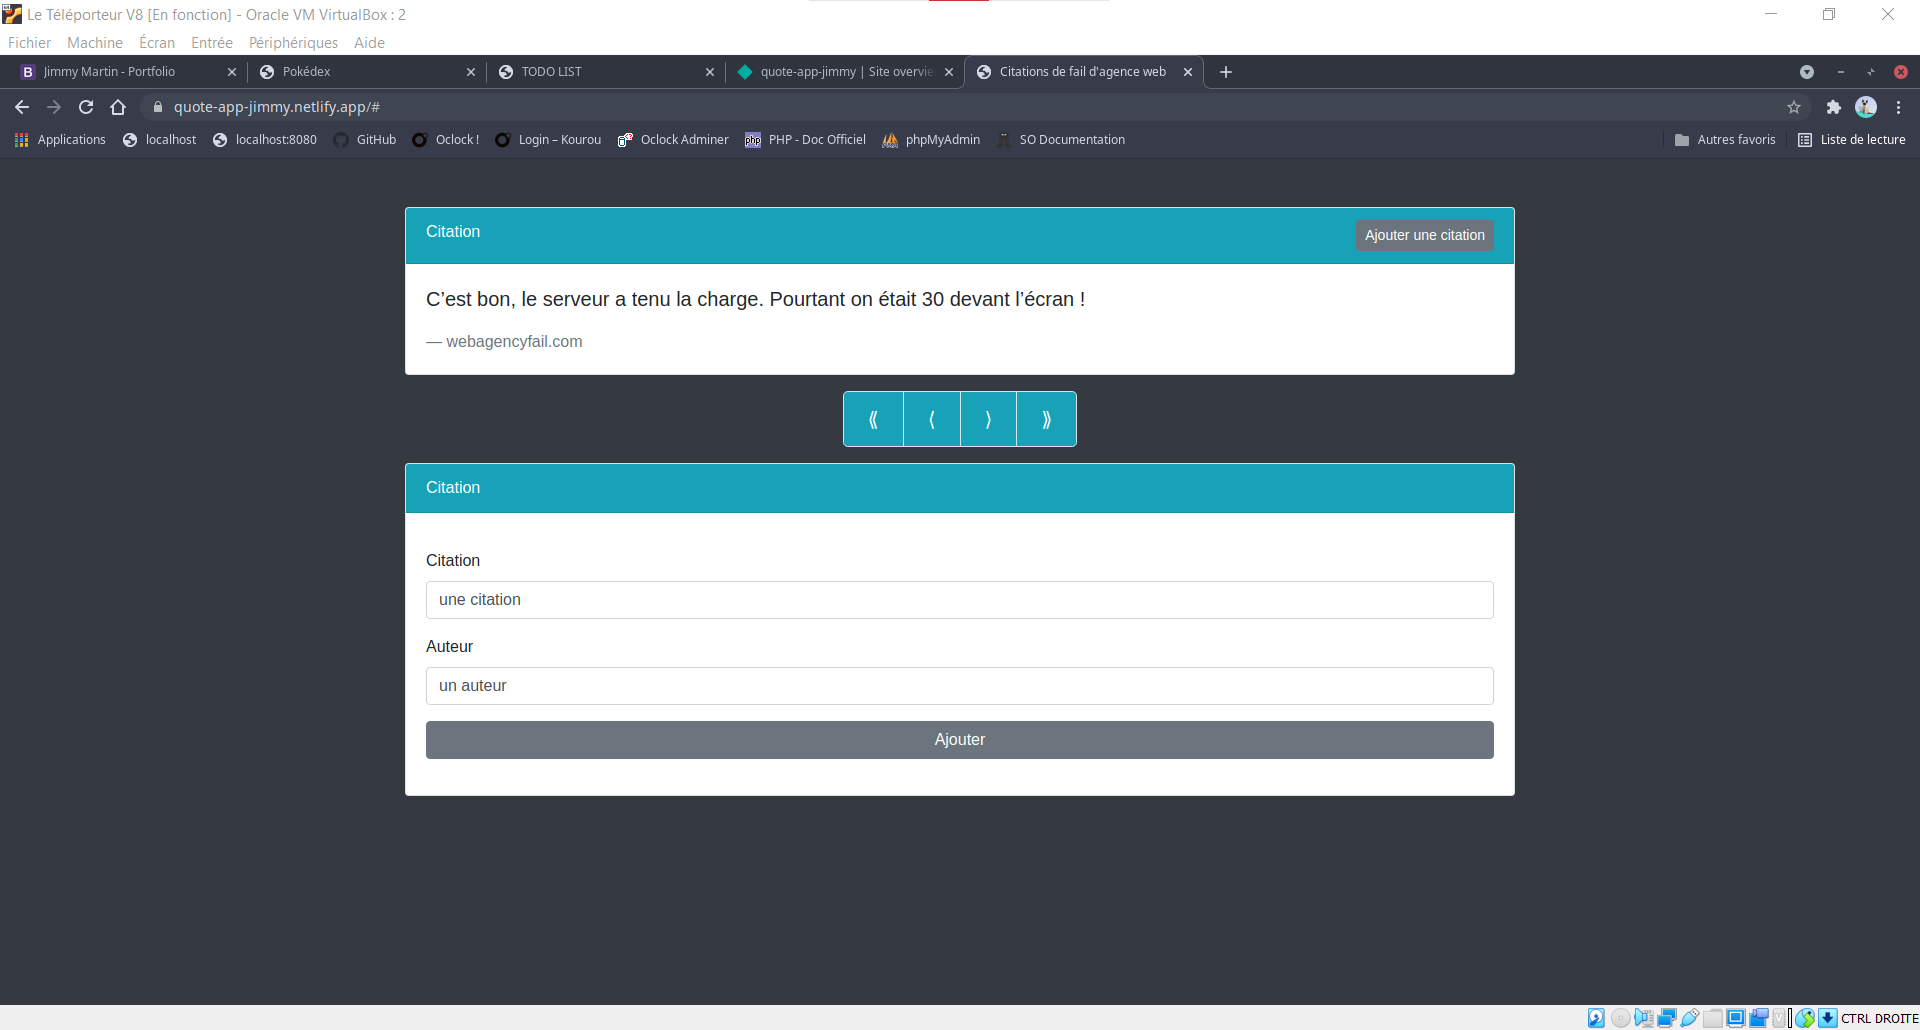 Le Téléporteur V8 [En fonction] - Oracle VM VirtualBox : 2
Fichier Machine Écran Entrée Périphériques Aide
Jimmy Martin - Portfolio
Pokédex
TODO LIST
quote-app-jimmy | Site overvie
Citations de fail d'agence web
quote-app-jimmy.netlify.app/#
Applications localhost localhost:8080 GitHub Oclock ! Login – Kourou Oclock Adminer PHP - Doc Officiel phpMyAdmin SO Documentation Autres favoris Liste de lecture
Citation
Ajouter une citation
C’est bon, le serveur a tenu la charge. Pourtant on était 30 devant l’écran !
— webagencyfail.com
⟪ ⟨ ⟩ ⟫
Citation
Citation
une citation
Auteur
un auteur
Ajouter
CTRL DROITE